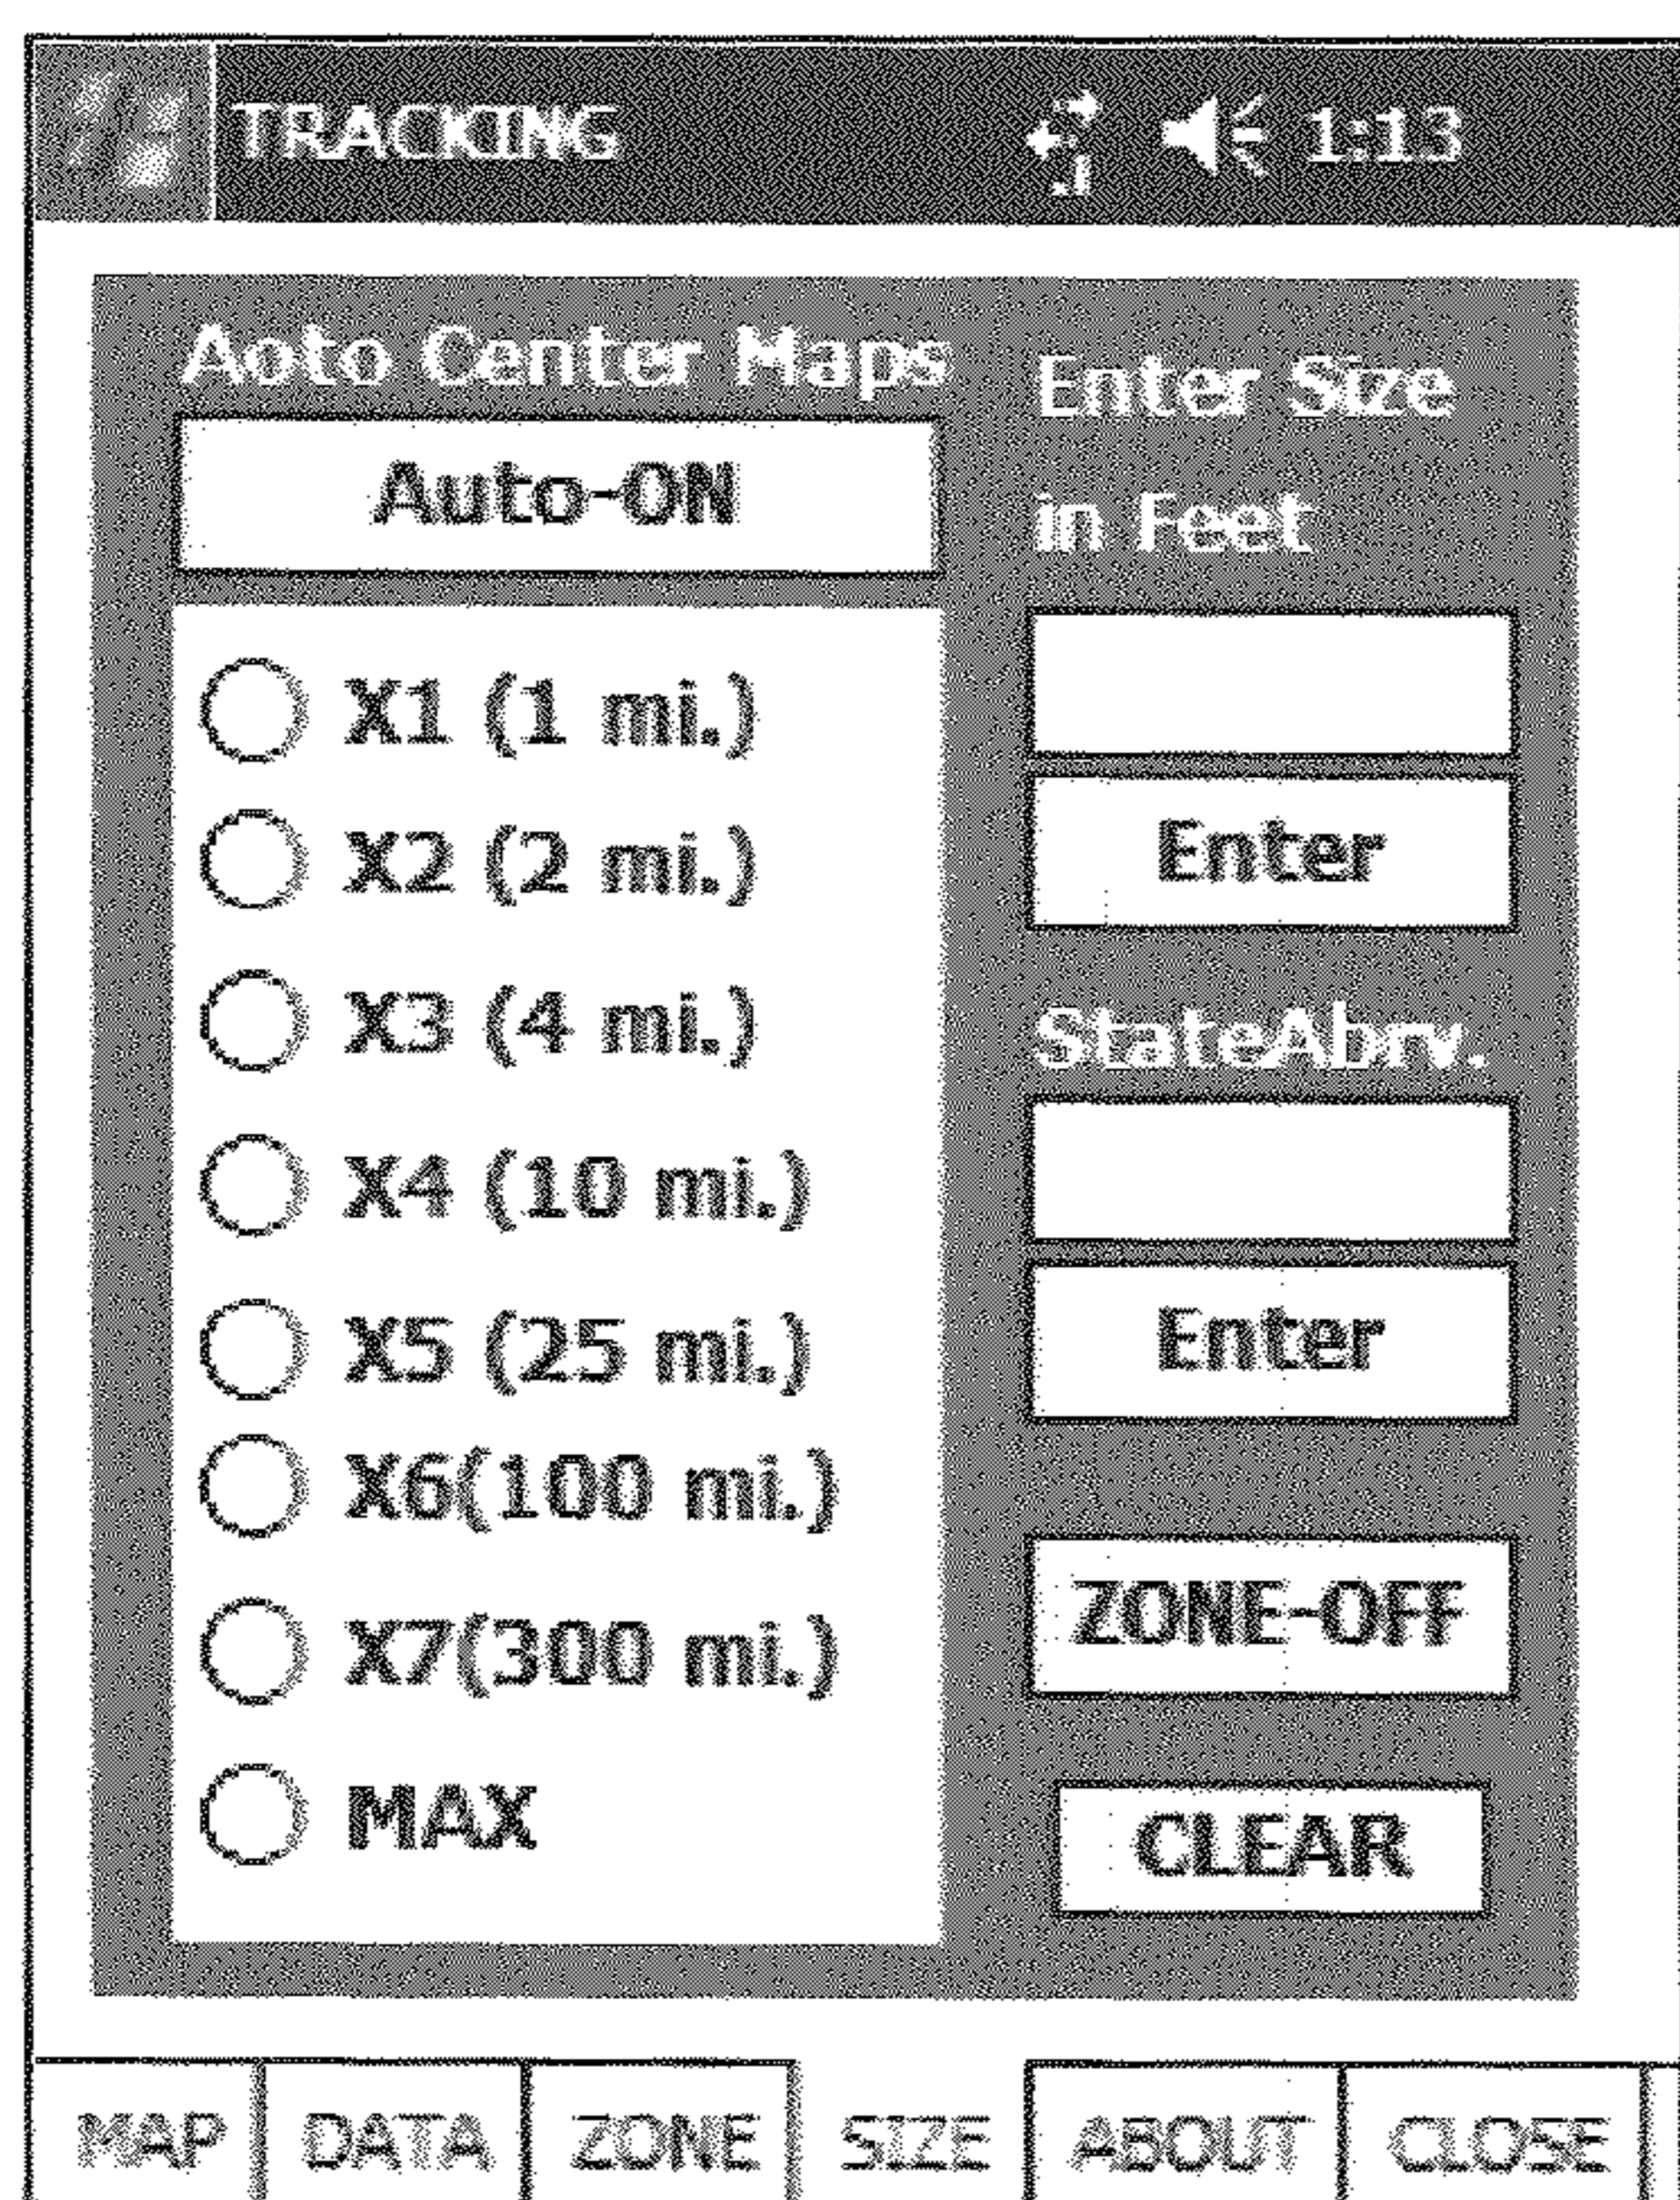 TRACKING 1:13
Aoto Center Maps
Auto-ON
X1 (1 mi.)
X2 (2 mi.)
X3 (4 mi.)
X4 (10 mi.)
X5 (25 mi.)
X6(100 mi.)
X7(300 mi.)
MAX
Enter Size
in Feet
Enter
StateAbrv.
Enter
ZONE-OFF
CLEAR
MAP DATA ZONE SIZE ABOUT CLOSE